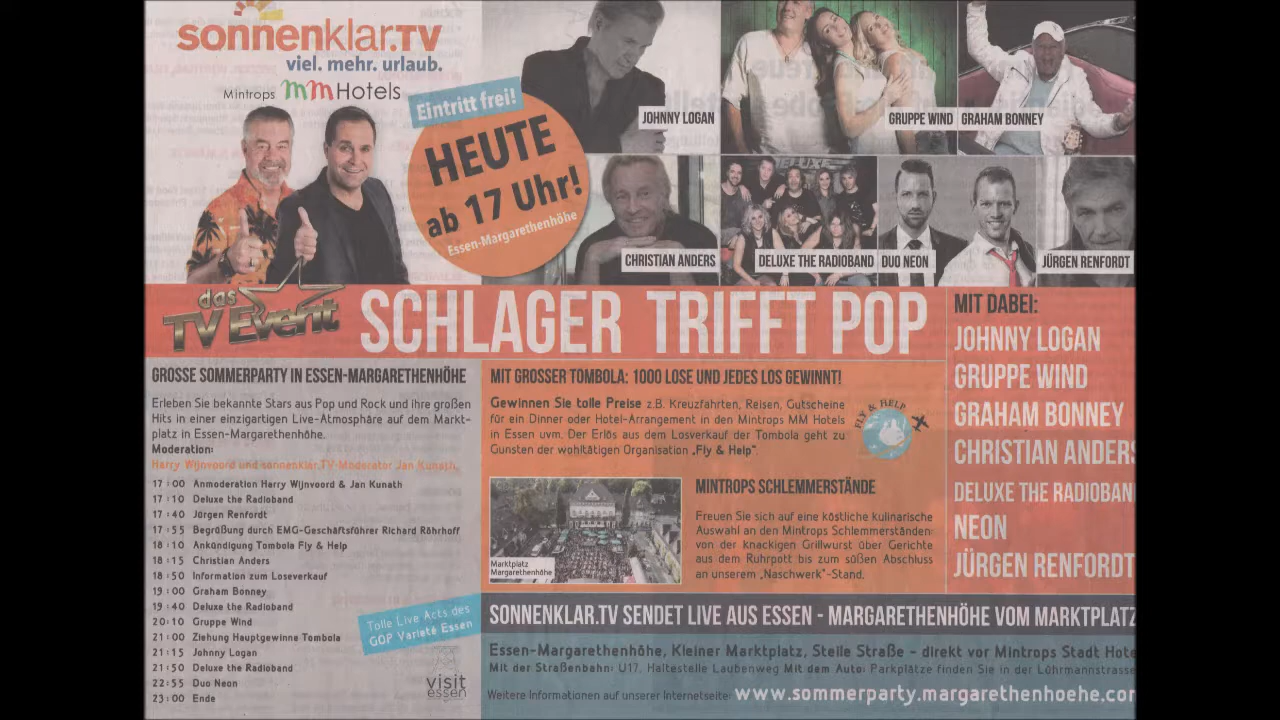 sonnenklar.TV
viel. mehr. urlaub.
Mintrops MM Hotels
Eintritt frei!
HEUTE
ab 17 Uhr!
Essen-Margarethenhöhe
JOHNNY LOGAN
GRUPPE WIND
GRAHAM BONNEY
CHRISTIAN ANDERS
DELUXE THE RADIOBAND
DUO NEON
JÜRGEN RENFORDT
das
TV Event
SCHLAGER TRIFFT POP
MIT DABEI:
JOHNNY LOGAN
GRUPPE WIND
GRAHAM BONNEY
CHRISTIAN ANDERS
DELUXE THE RADIOBAN
NEON
JÜRGEN RENFORDT
GROSSE SOMMERPARTY IN ESSEN-MARGARETHENHÖHE
Erleben Sie bekannte Stars aus Pop und Rock und ihre großen
Hits in einer einzigartigen Live-Atmosphäre auf dem Markt-
platz in Essen-Margarethenhöhe.
Moderation:
Harry Wijnvoord und sonnenklar.TV-Moderator Jan Kunath.
17:00 Anmoderation Harry Wijnvoord & Jan Kunath
17:10 Deluxe the Radioband
17:40 Jürgen Renfordt
17:55 Begrüßung durch EMG-Geschäftsführer Richard Röhrhoff
18:10 Ankündigung Tombola Fly & Help
18:15 Christian Anders
18:50 Information zum Loseverkauf
19:00 Graham Bonney
19:40 Deluxe the Radioband
20:10 Gruppe Wind
21:00 Ziehung Hauptgewinne Tombola
21:15 Johnny Logan
21:50 Deluxe the Radioband
22:55 Duo Neon
23:00 Ende
Tolle Live Acts des
GOP Varieté Essen
visit
essen
MIT GROSSER TOMBOLA: 1000 LOSE UND JEDES LOS GEWINNT!
Gewinnen Sie tolle Preise z.B. Kreuzfahrten, Reisen, Gutscheine
für ein Dinner oder Hotel-Arrangement in den Mintrops MM Hotels
in Essen uvm. Der Erlös aus dem Losverkauf der Tombola geht zu
Gunsten der wohltätigen Organisation „Fly & Help“.
FLY & HELP
Marktplatz
Margarethenhöhe
MINTROPS SCHLEMMERSTÄNDE
Freuen Sie sich auf eine köstliche kulinarische
Auswahl an den Mintrops Schlemmerständen:
von der knackigen Grillwurst über Gerichte
aus dem Ruhrpott bis zum süßen Abschluss
an unserem „Naschwerk“-Stand.
SONNENKLAR.TV SENDET LIVE AUS ESSEN - MARGARETHENHÖHE VOM MARKTPLATZ
Essen-Margarethenhöhe, Kleiner Marktplatz, Steile Straße - direkt vor Mintrops Stadt Hote
Mit der Straßenbahn: U17, Haltestelle Laubenweg Mit dem Auto: Parkplätze finden Sie in der Lührmannstrasse
Weitere Informationen auf unserer Internetseite: www.sommerparty.margarethenhoehe.com